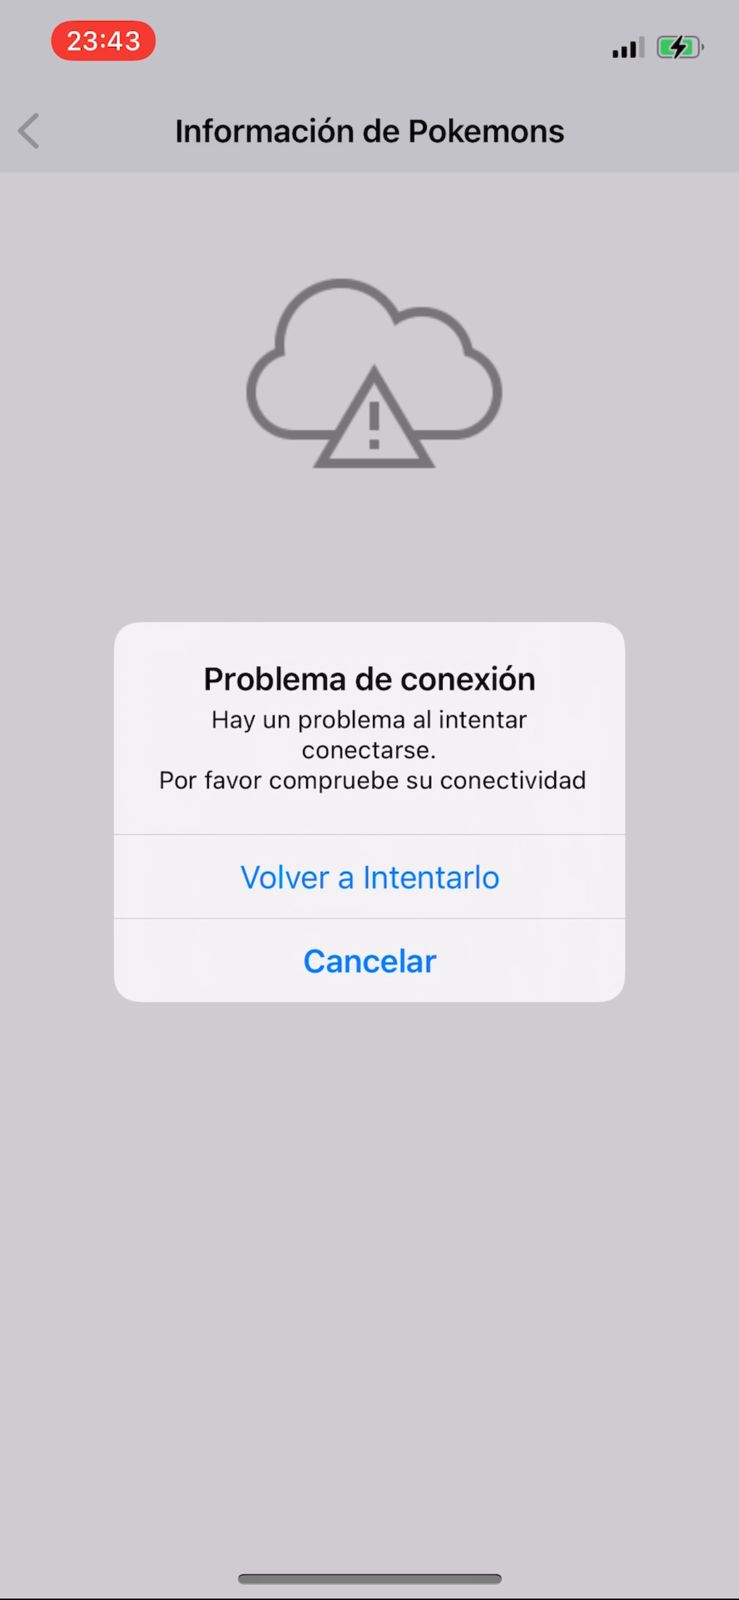 23:43
Información de Pokemons
Problema de conexión
Hay un problema al intentar
conectarse.
Por favor compruebe su conectividad
Volver a Intentarlo
Cancelar